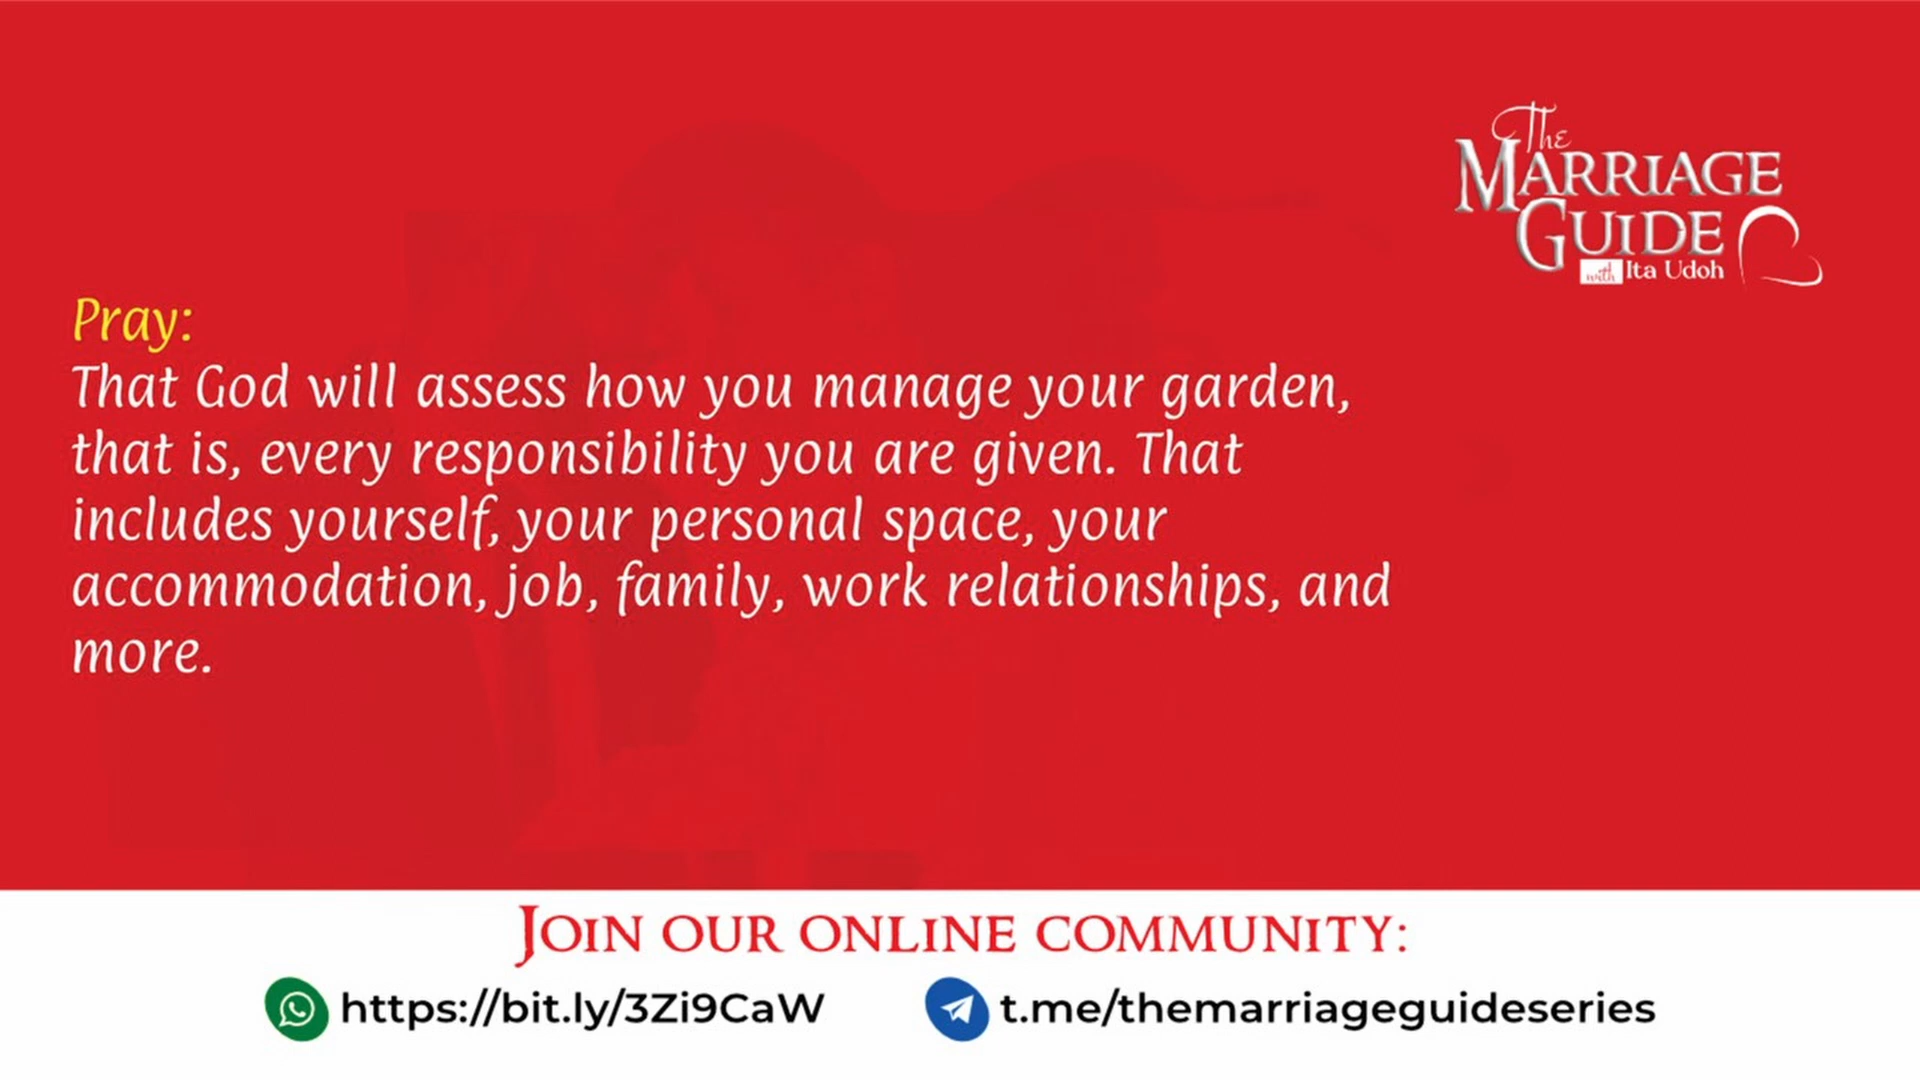 The
MARRIAGE
GUIDE
with Ita Udoh
Pray:
That God will assess how you manage your garden,
that is, every responsibility you are given. That
includes yourself, your personal space, your
accommodation, job, family, work relationships, and
more.
JOIN OUR ONLINE COMMUNITY:
https://bit.ly/3Zi9CaW
t.me/themarriageguideseries